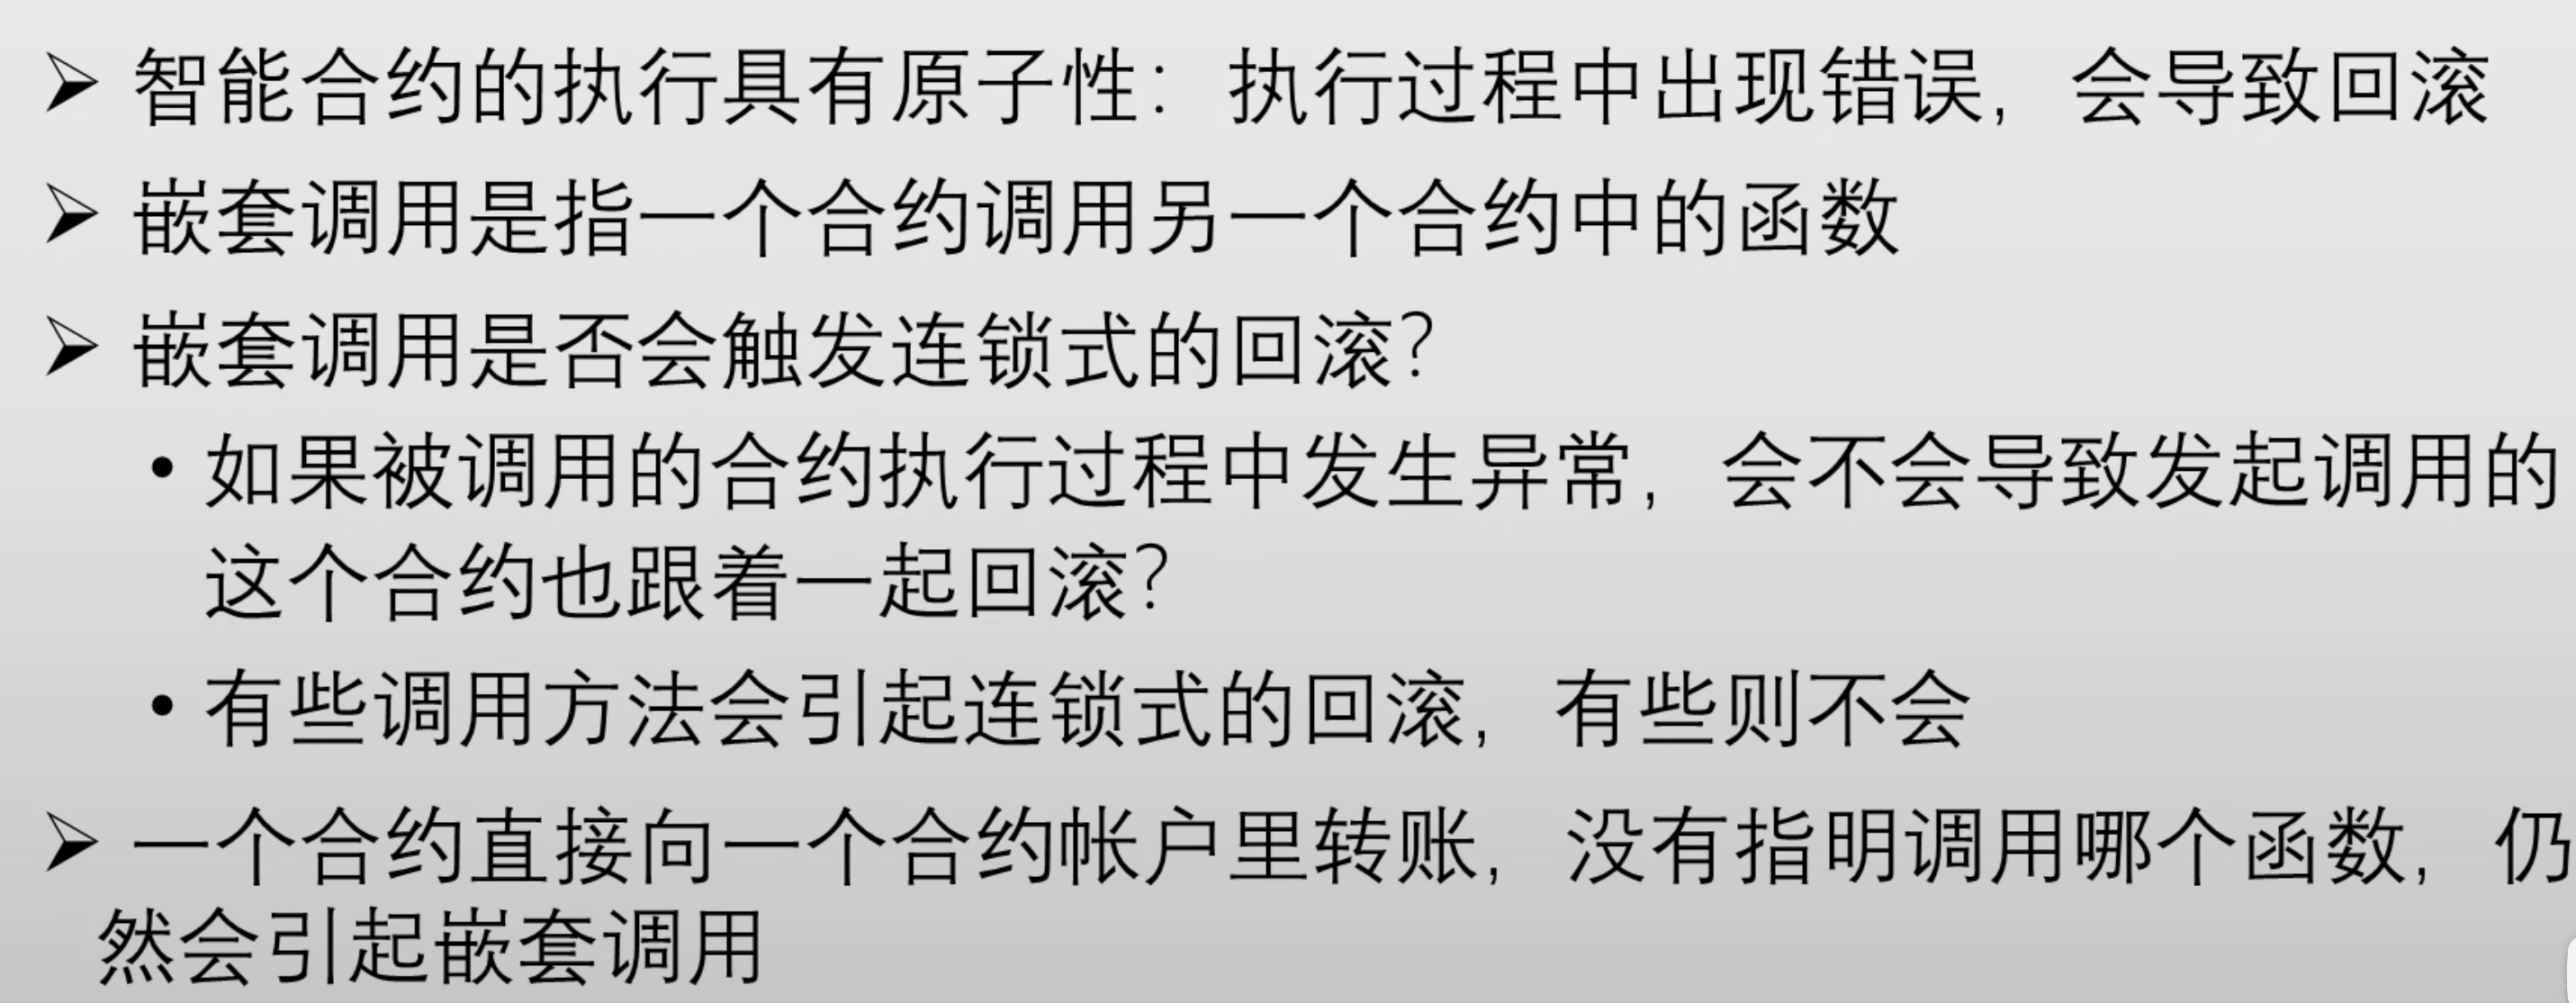 ➢ 智能合约的执行具有原子性：执行过程中出现错误，会导致回滚
➢ 嵌套调用是指一个合约调用另一个合约中的函数
➢ 嵌套调用是否会触发连锁式的回滚？
• 如果被调用的合约执行过程中发生异常，会不会导致发起调用的
这个合约也跟着一起回滚？
• 有些调用方法会引起连锁式的回滚，有些则不会
➢ 一个合约直接向一个合约帐户里转账，没有指明调用哪个函数，仍
然会引起嵌套调用